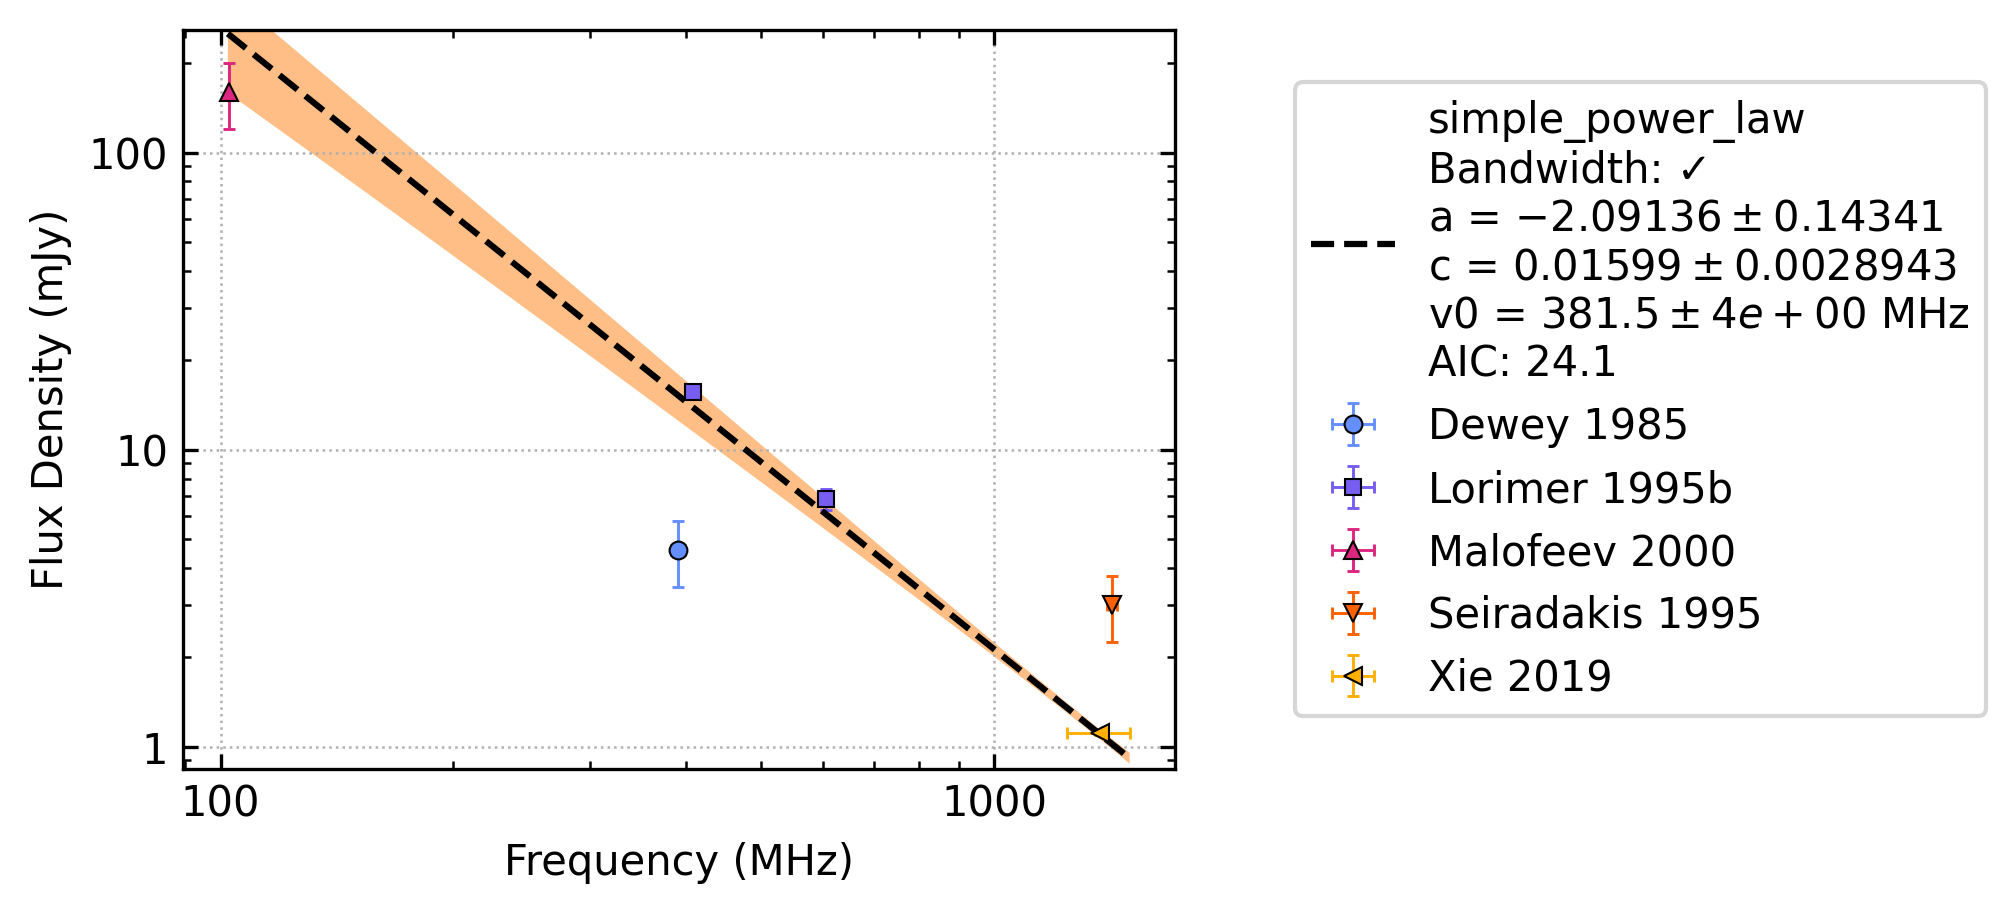 100
10
1
100
1000
Flux Density (mJy)
Frequency (MHz)
simple_power_law
Bandwidth: ✓
a = −2.09136 ± 0.14341
c = 0.01599 ± 0.0028943
v0 = 381.5 ± 4e + 00 MHz
AIC: 24.1
Dewey 1985
Lorimer 1995b
Malofeev 2000
Seiradakis 1995
Xie 2019